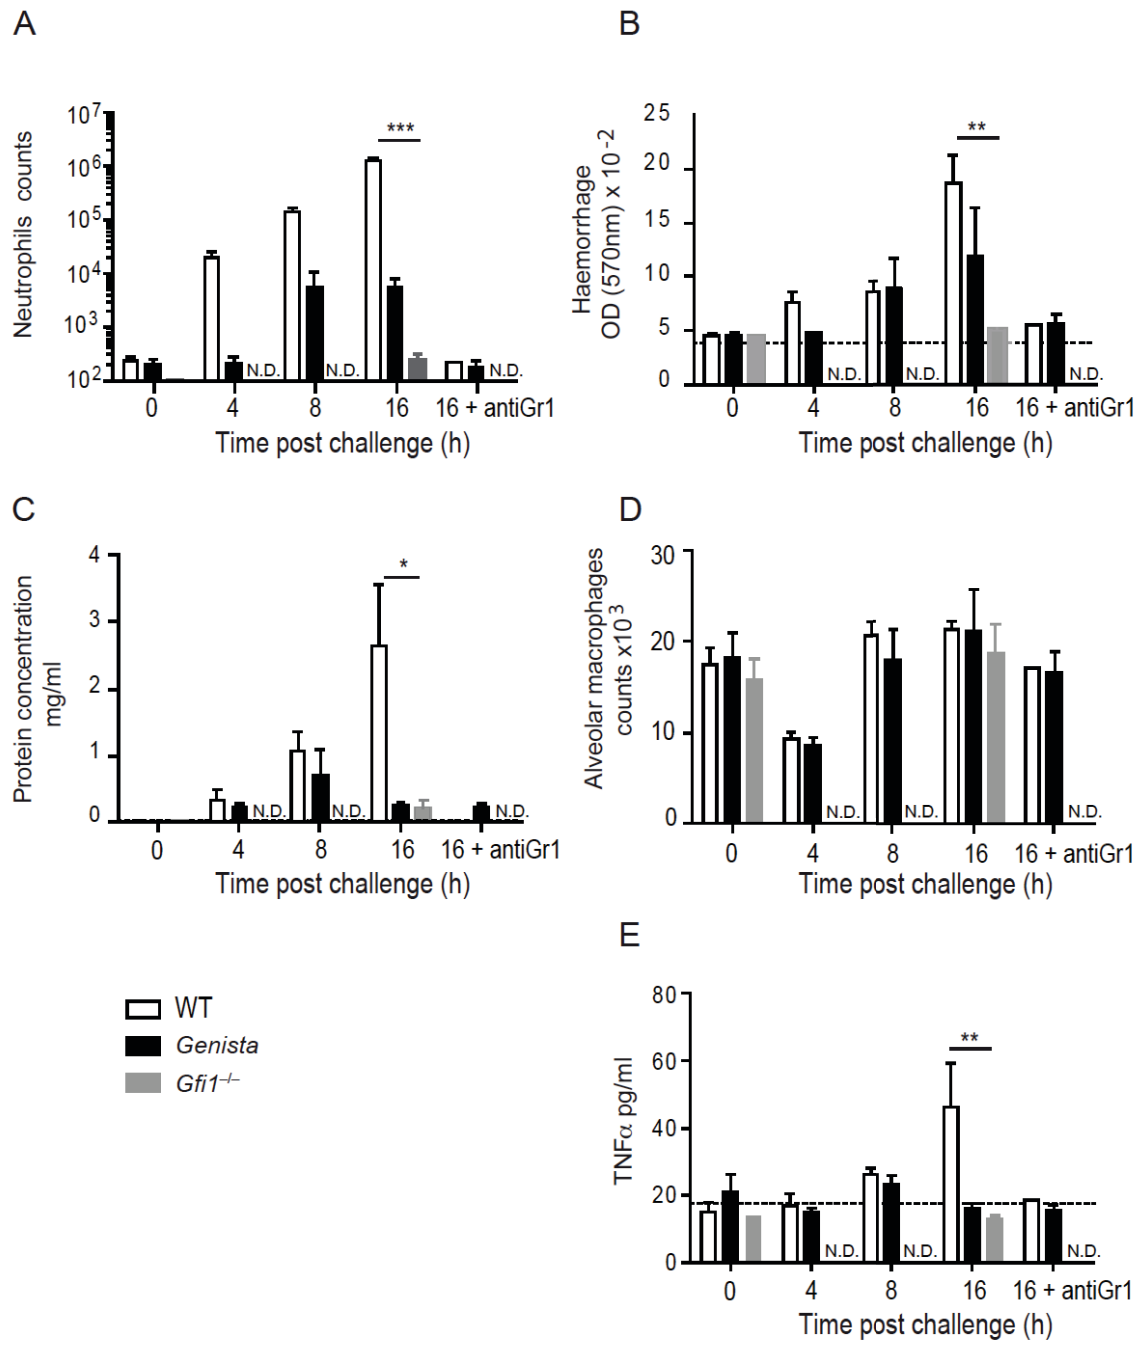 A
Neutrophils counts
10^7
10^6
10^5
10^4
10^3
10^2
***
N.D.
N.D.
N.D.
0 4 8 16 16 + antiGr1
Time post challenge (h)
B
Haemorrhage
OD (570nm) x 10^-2
25
20
15
10
5
0
**
N.D.
N.D.
N.D.
0 4 8 16 16 + antiGr1
Time post challenge (h)
C
Protein concentration
mg/ml
4
3
2
1
0
*
N.D.
N.D.
N.D.
0 4 8 16 16 + antiGr1
Time post challenge (h)
D
Alveolar macrophages
counts x10^3
30
20
10
0
N.D.
N.D.
N.D.
0 4 8 16 16 + antiGr1
Time post challenge (h)
WT
Genista
Gfi1–/–
E
TNFα pg/ml
80
60
40
20
0
**
N.D.
N.D.
N.D.
0 4 8 16 16 + antiGr1
Time post challenge (h)